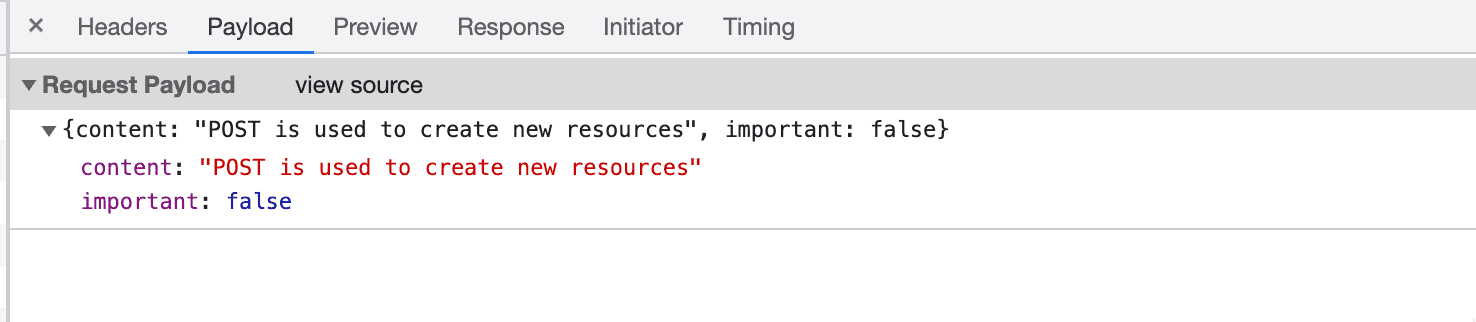 × Headers Payload Preview Response Initiator Timing
▼ Request Payload view source
▼ {content: "POST is used to create new resources", important: false}
content: "POST is used to create new resources"
important: false